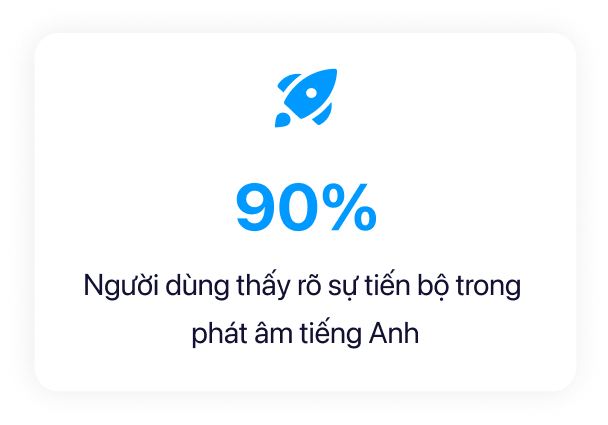 90%
Người dùng thấy rõ sự tiến bộ trong
phát âm tiếng Anh